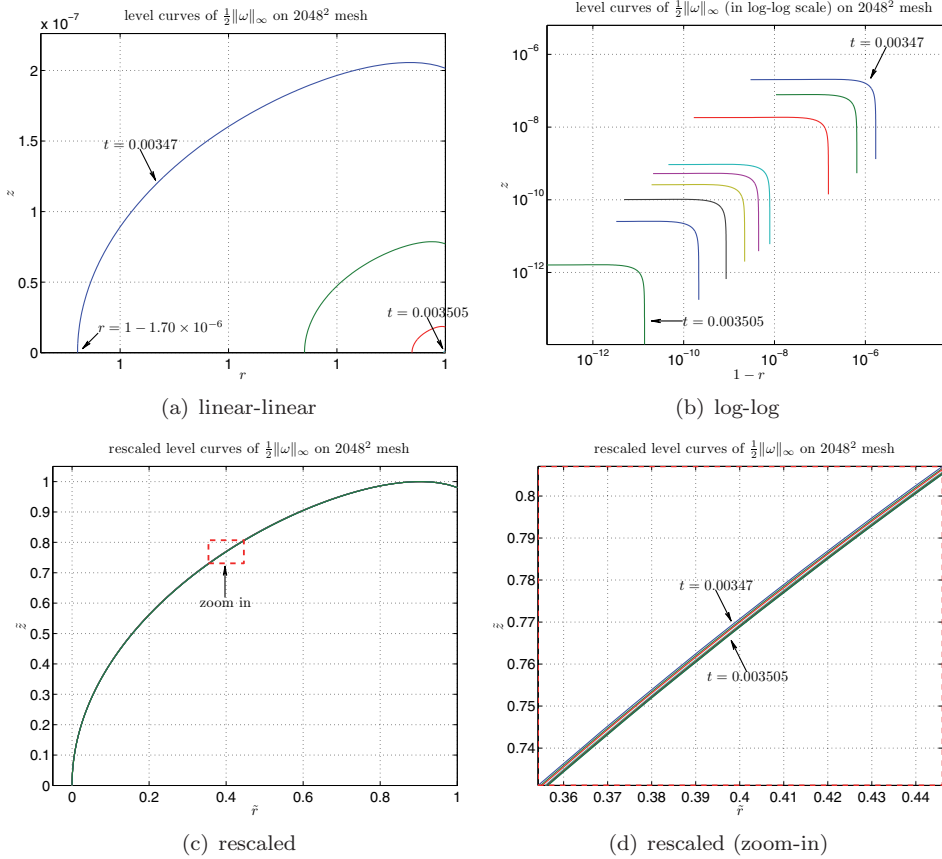 level curves of ½‖ω‖∞ on 2048² mesh
x 10⁻⁷
2
1.5
1
0.5
0
z
t = 0.00347
r = 1 − 1.70 × 10⁻⁶
t = 0.003505
1
1
1
1
r
(a) linear-linear
level curves of ½‖ω‖∞ (in log-log scale) on 2048² mesh
10⁻⁶
10⁻⁸
10⁻¹⁰
10⁻¹²
z
t = 0.00347
t = 0.003505
10⁻¹²
10⁻¹⁰
10⁻⁸
10⁻⁶
1 − r
(b) log-log
rescaled level curves of ½‖ω‖∞ on 2048² mesh
1
0.9
0.8
0.7
0.6
0.5
0.4
0.3
0.2
0.1
0
z̃
zoom in
0
0.2
0.4
0.6
0.8
1
r̃
(c) rescaled
rescaled level curves of ½‖ω‖∞ on 2048² mesh
0.8
0.79
0.78
0.77
0.76
0.75
0.74
z̃
t = 0.00347
t = 0.003505
0.36
0.37
0.38
0.39
0.4
0.41
0.42
0.43
0.44
r̃
(d) rescaled (zoom-in)